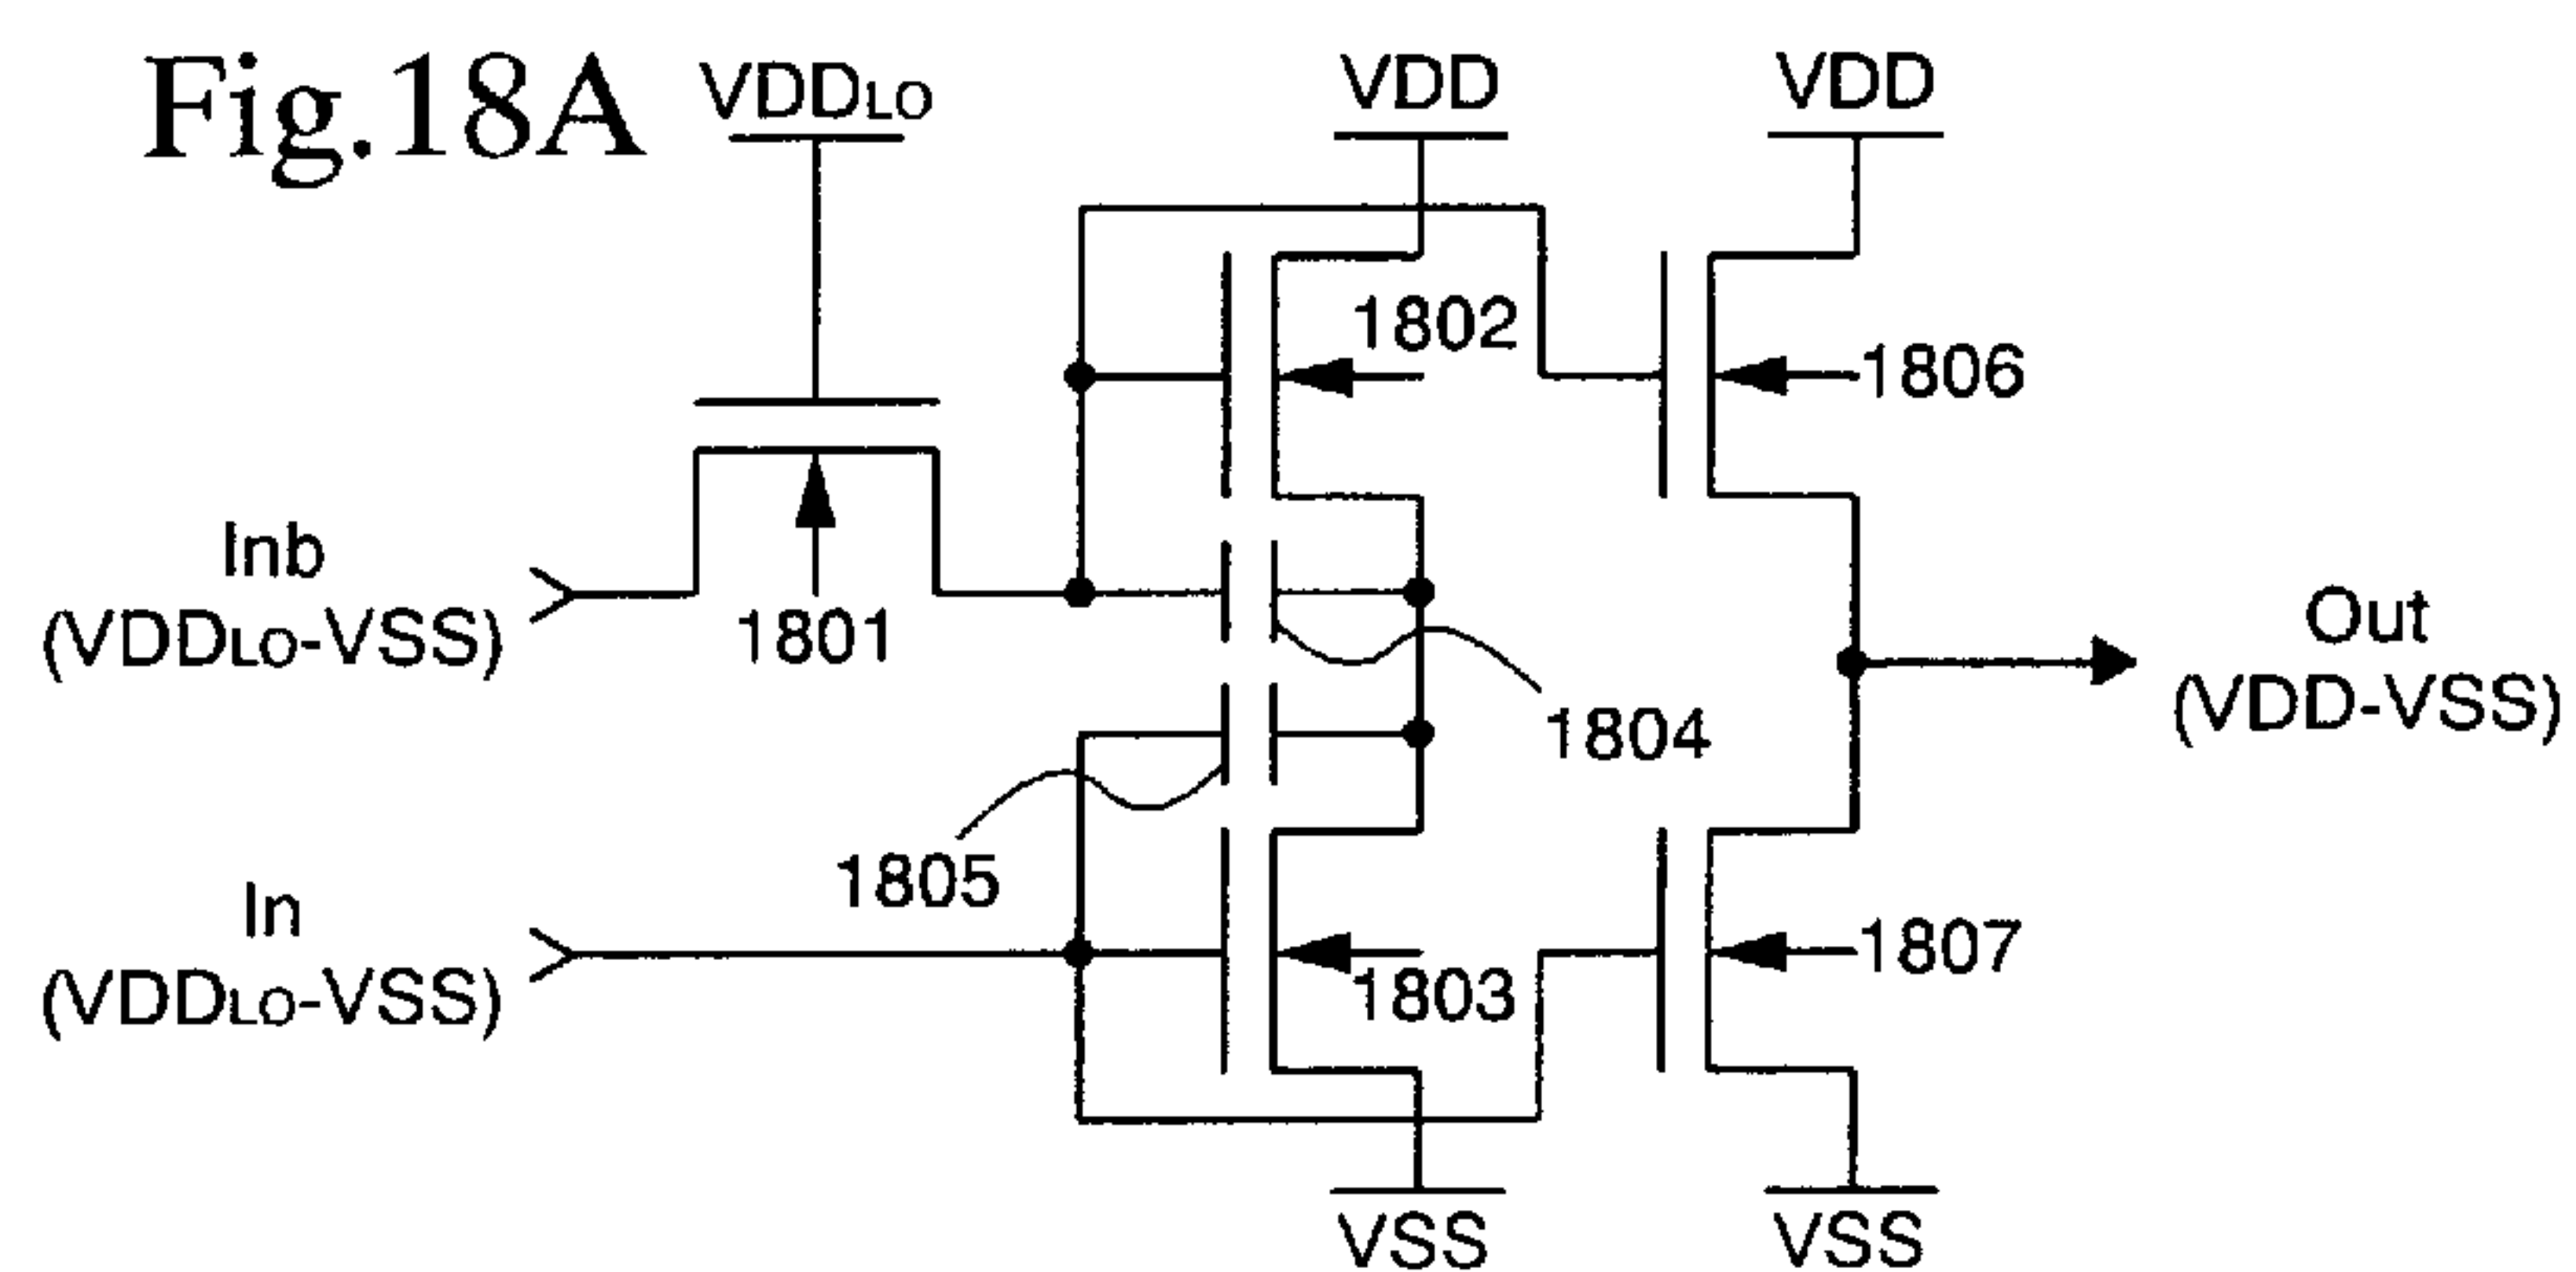 Fig.18A
VDDLO
VDD
VDD
1802
1806
Inb
(VDDLO-VSS)
1801
Out
(VDD-VSS)
1804
1805
In
(VDDLO-VSS)
1803
1807
VSS
VSS